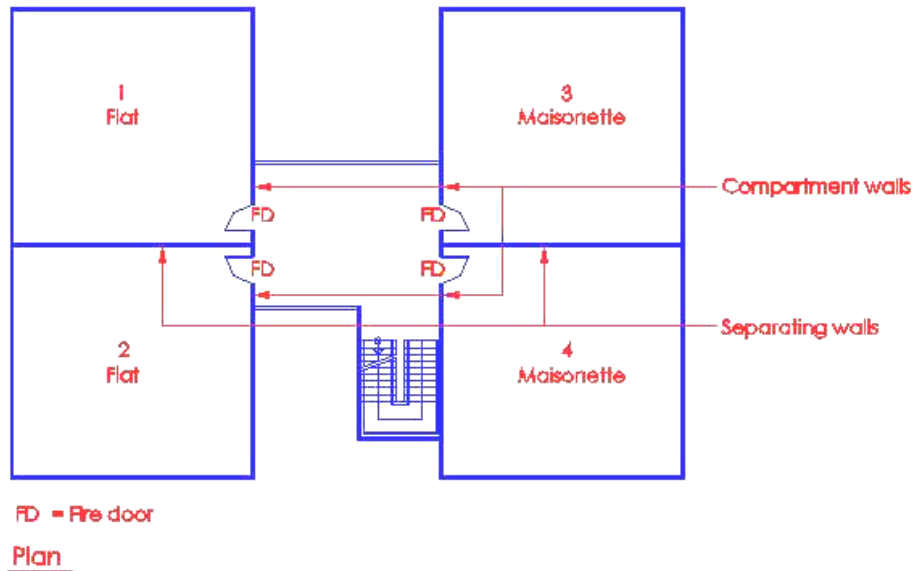 1
Flat
3
Maisonette
Compartment walls
FD
FD
FD
FD
Separating walls
2
Flat
4
Maisonette
FD = Fire door
Plan